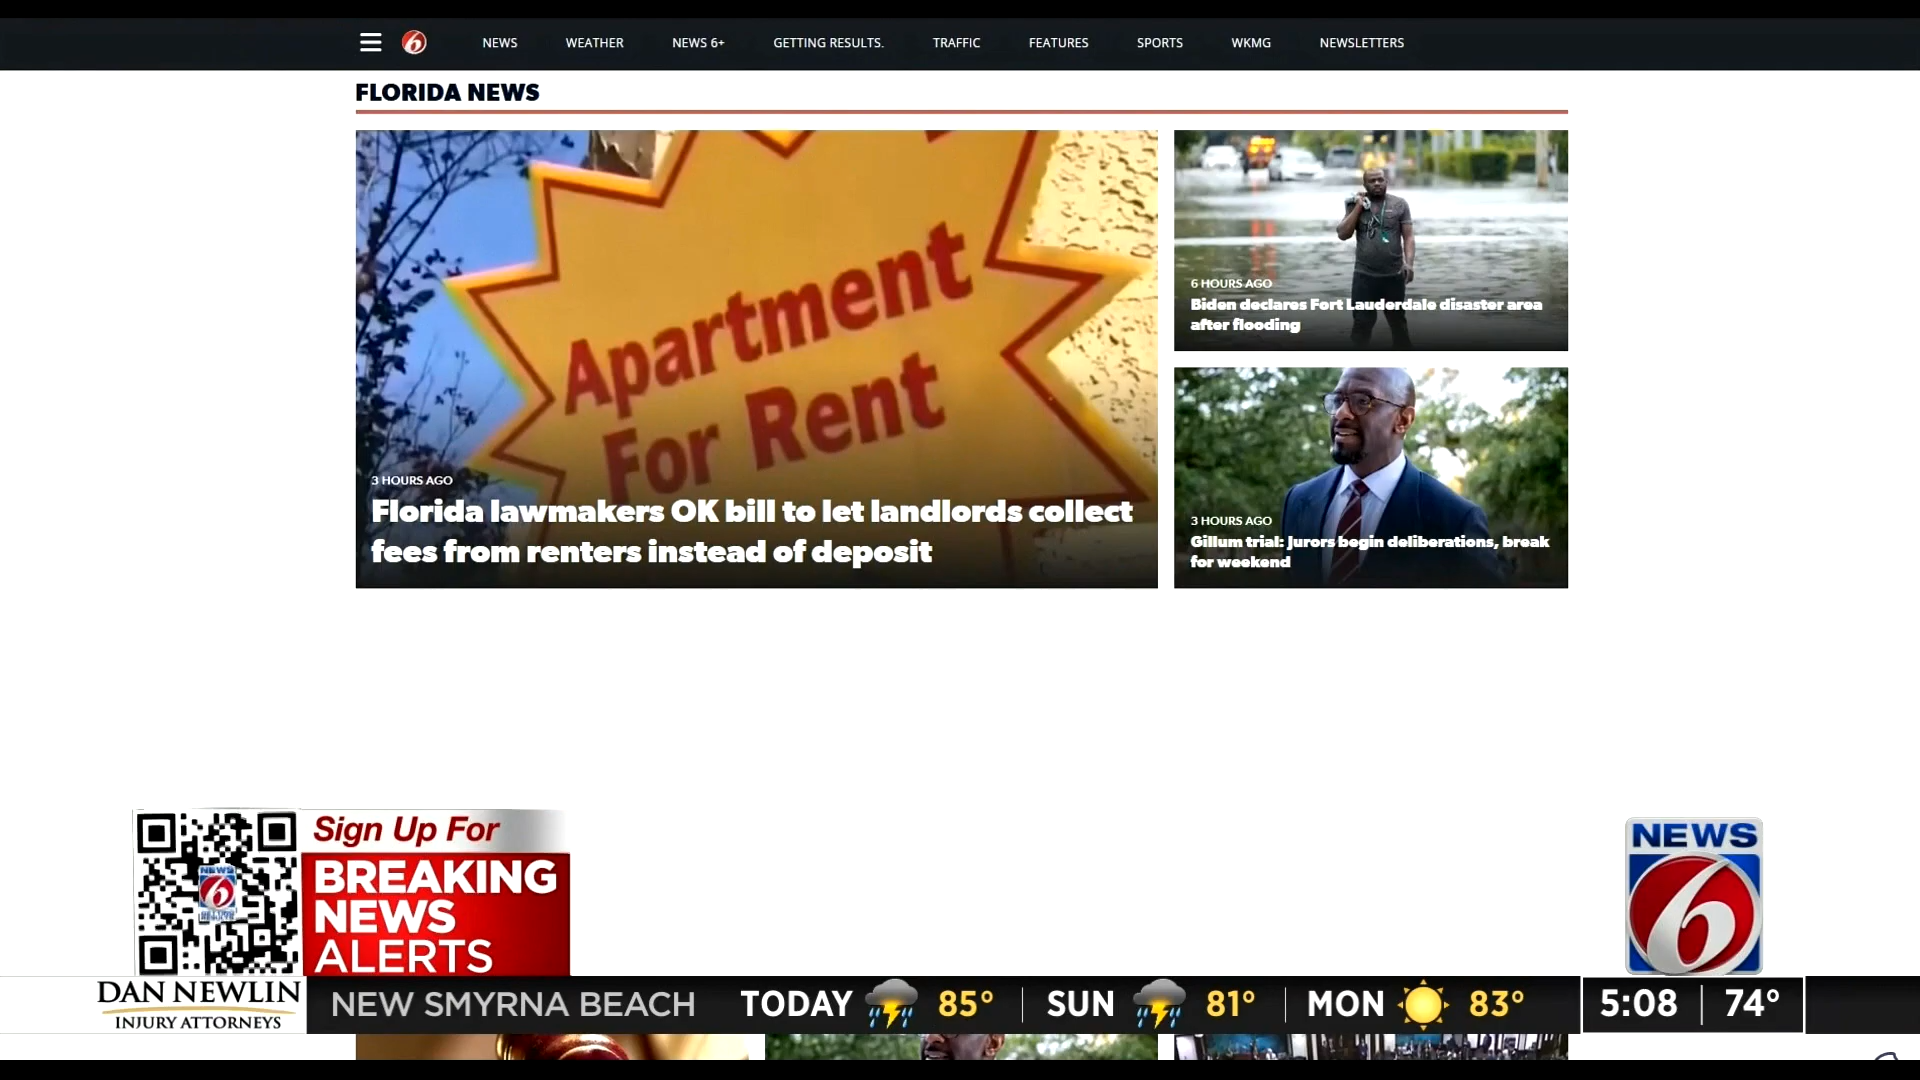 6
NEWS
WEATHER
NEWS 6+
GETTING RESULTS.
TRAFFIC
FEATURES
SPORTS
WKMG
NEWSLETTERS
FLORIDA NEWS
Apartment
For Rent
3 HOURS AGO
Florida lawmakers OK bill to let landlords collect
fees from renters instead of deposit
6 HOURS AGO
Biden declares Fort Lauderdale disaster area
after flooding
3 HOURS AGO
Gillum trial: Jurors begin deliberations, break
for weekend
NEWS
6
Sign Up For
BREAKING
NEWS
ALERTS
NEWS
6
DAN NEWLIN
INJURY ATTORNEYS
NEW SMYRNA BEACH
TODAY 85°
SUN 81°
MON 83°
5:08
74°